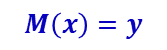 M(x) = y